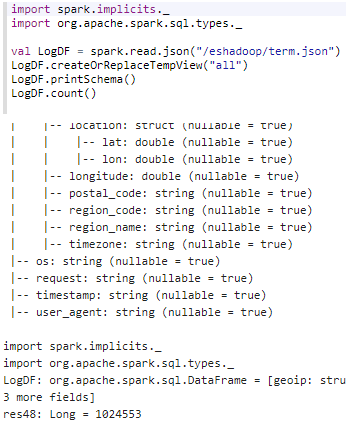 import spark.implicits._
import org.apache.spark.sql.types._
val LogDF = spark.read.json("/eshadoop/term.json")
LogDF.createOrReplaceTempView("all")
LogDF.printSchema()
LogDF.count()
|    |-- location: struct (nullable = true)
|    |    |-- lat: double (nullable = true)
|    |    |-- lon: double (nullable = true)
|    |-- longitude: double (nullable = true)
|    |-- postal_code: string (nullable = true)
|    |-- region_code: string (nullable = true)
|    |-- region_name: string (nullable = true)
|    |-- timezone: string (nullable = true)
|-- os: string (nullable = true)
|-- request: string (nullable = true)
|-- timestamp: string (nullable = true)
|-- user_agent: string (nullable = true)
import spark.implicits._
import org.apache.spark.sql.types._
LogDF: org.apache.spark.sql.DataFrame = [geoip: stru
3 more fields]
res48: Long = 1024553